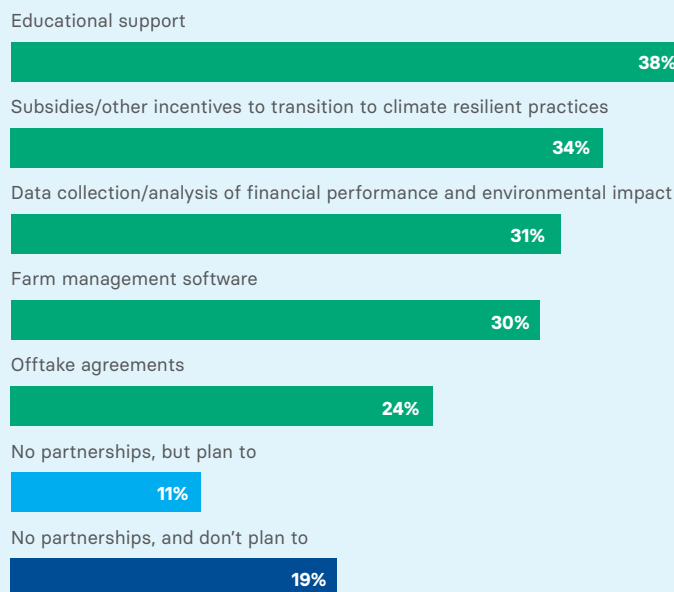 Educational support
38%
Subsidies/other incentives to transition to climate resilient practices
34%
Data collection/analysis of financial performance and environmental impact
31%
Farm management software
30%
Offtake agreements
24%
No partnerships, but plan to
11%
No partnerships, and don’t plan to
19%